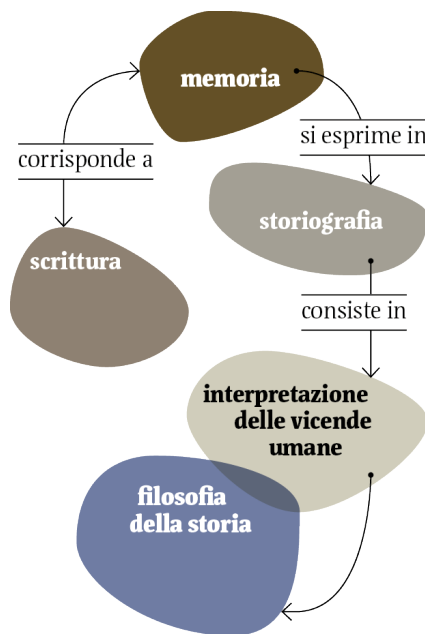 memoria
si esprime in
corrisponde a
storiografia
scrittura
consiste in
interpretazione
delle vicende
umane
filosofia
della storia